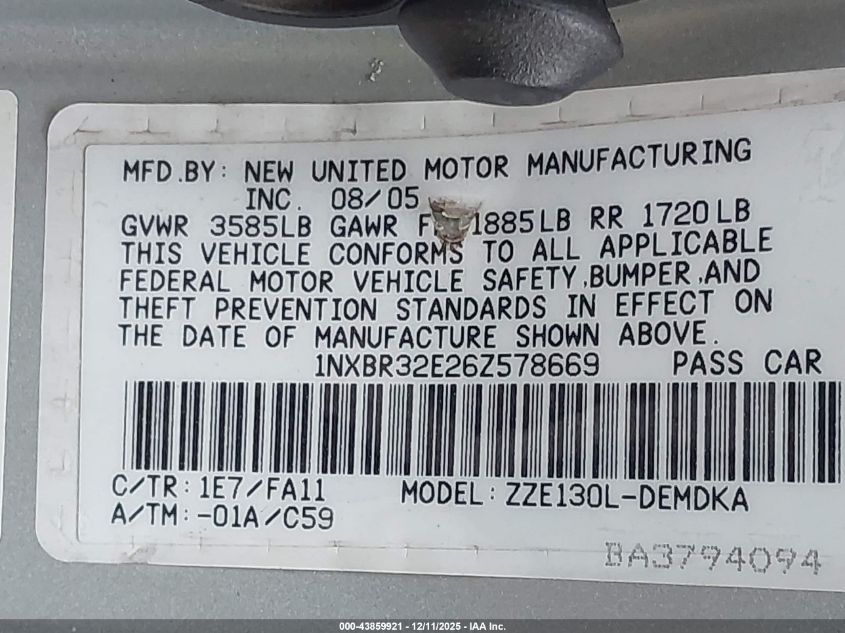 MFD.BY: NEW UNITED MOTOR MANUFACTURING
INC. 08/05
GVWR 3585LB GAWR 1885LB RR 1720LB
THIS VEHICLE CONFORMS TO ALL APPLICABLE
FEDERAL MOTOR VEHICLE SAFETY,BUMPER,AND
THEFT PREVENTION STANDARDS IN EFFECT ON
THE DATE OF MANUFACTURE SHOWN ABOVE.
1NXBR32E26Z578669 PASS CAR
C/TR: 1E7/FA11 MODEL: ZZE130L-DEMDKA
A/TM: -01A/C59
BA3794094
000-43859921 - 12/11/2025 - IAA Inc.